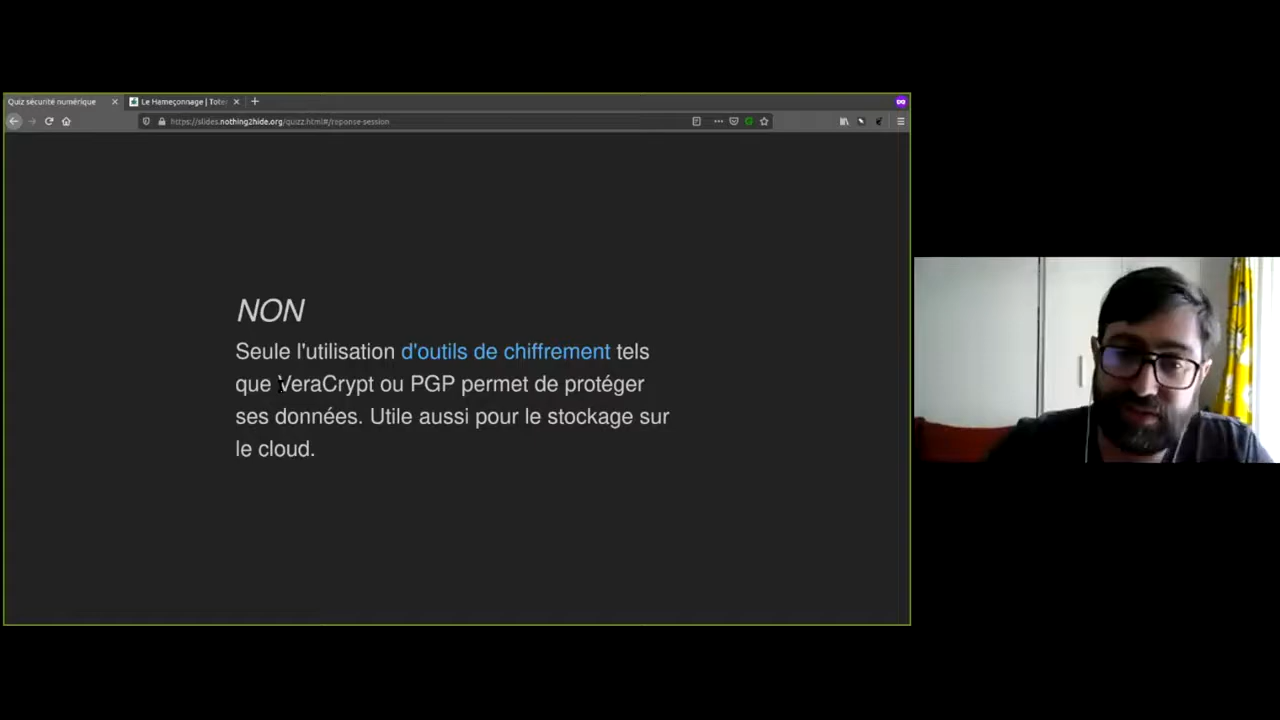 Quiz sécurité numérique
Le Hameçonnage | Tote
https://slides.nothing2hide.org/quizz.html#/reponse-session
NON
Seule l'utilisation d'outils de chiffrement tels
que VeraCrypt ou PGP permet de protéger
ses données. Utile aussi pour le stockage sur
le cloud.